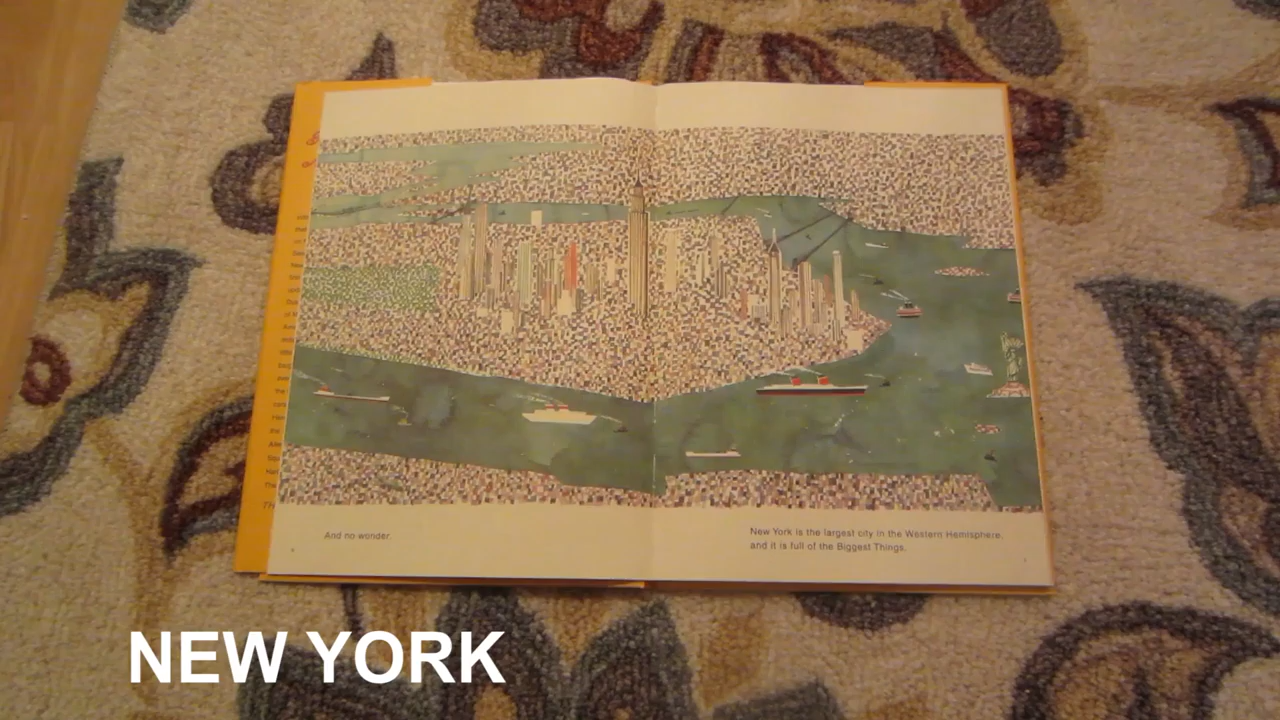 And no wonder.
New York is the largest city in the Western Hemisphere,
and it is full of the Biggest Things.
NEW YORK